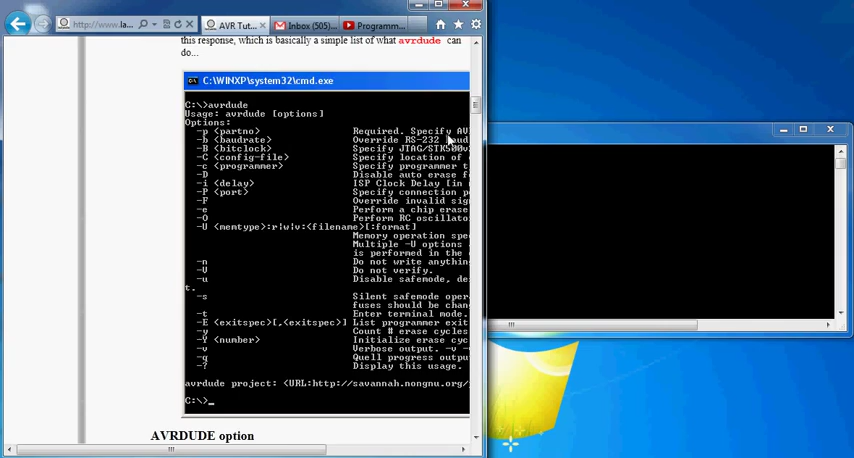 http://www.la...
AVR Tut...
Inbox (505)...
Programm...
this response, which is basically a simple list of what avrdude can
do...
C:\WINXP\system32\cmd.exe
C:\>avrdude
Usage: avrdude [options]
Options:
-p <partno> Required. Specify AV
-b <baudrate> Override RS-232 baud
-B <bitclock> Specify JTAG/STK500v
-C <config-file> Specify location of
-c <programmer> Specify programmer t
-D Disable auto erase f
-i <delay> ISP Clock Delay [in
-P <port> Specify connection p
-F Override invalid sig
-e Perform a chip erase
-O Perform RC oscillato
-U <memtype>:r|w|v:<filename>[:format]
Memory operation spe
Multiple -U options
is performed in the
-n Do not write anythin
-V Do not verify.
-u Disable safemode, de
t.
-s Silent safemode oper
fuses should be chan
-t Enter terminal mode.
-E <exitspec>[,<exitspec>] List programmer exit
-y Count # erase cycles
-Y <number> Initialize erase cyc
-v Verbose output. -v -
-q Quell progress outpu
-? Display this usage.
avrdude project: <URL:http://savannah.nongnu.org/
C:\>_
AVRDUDE option